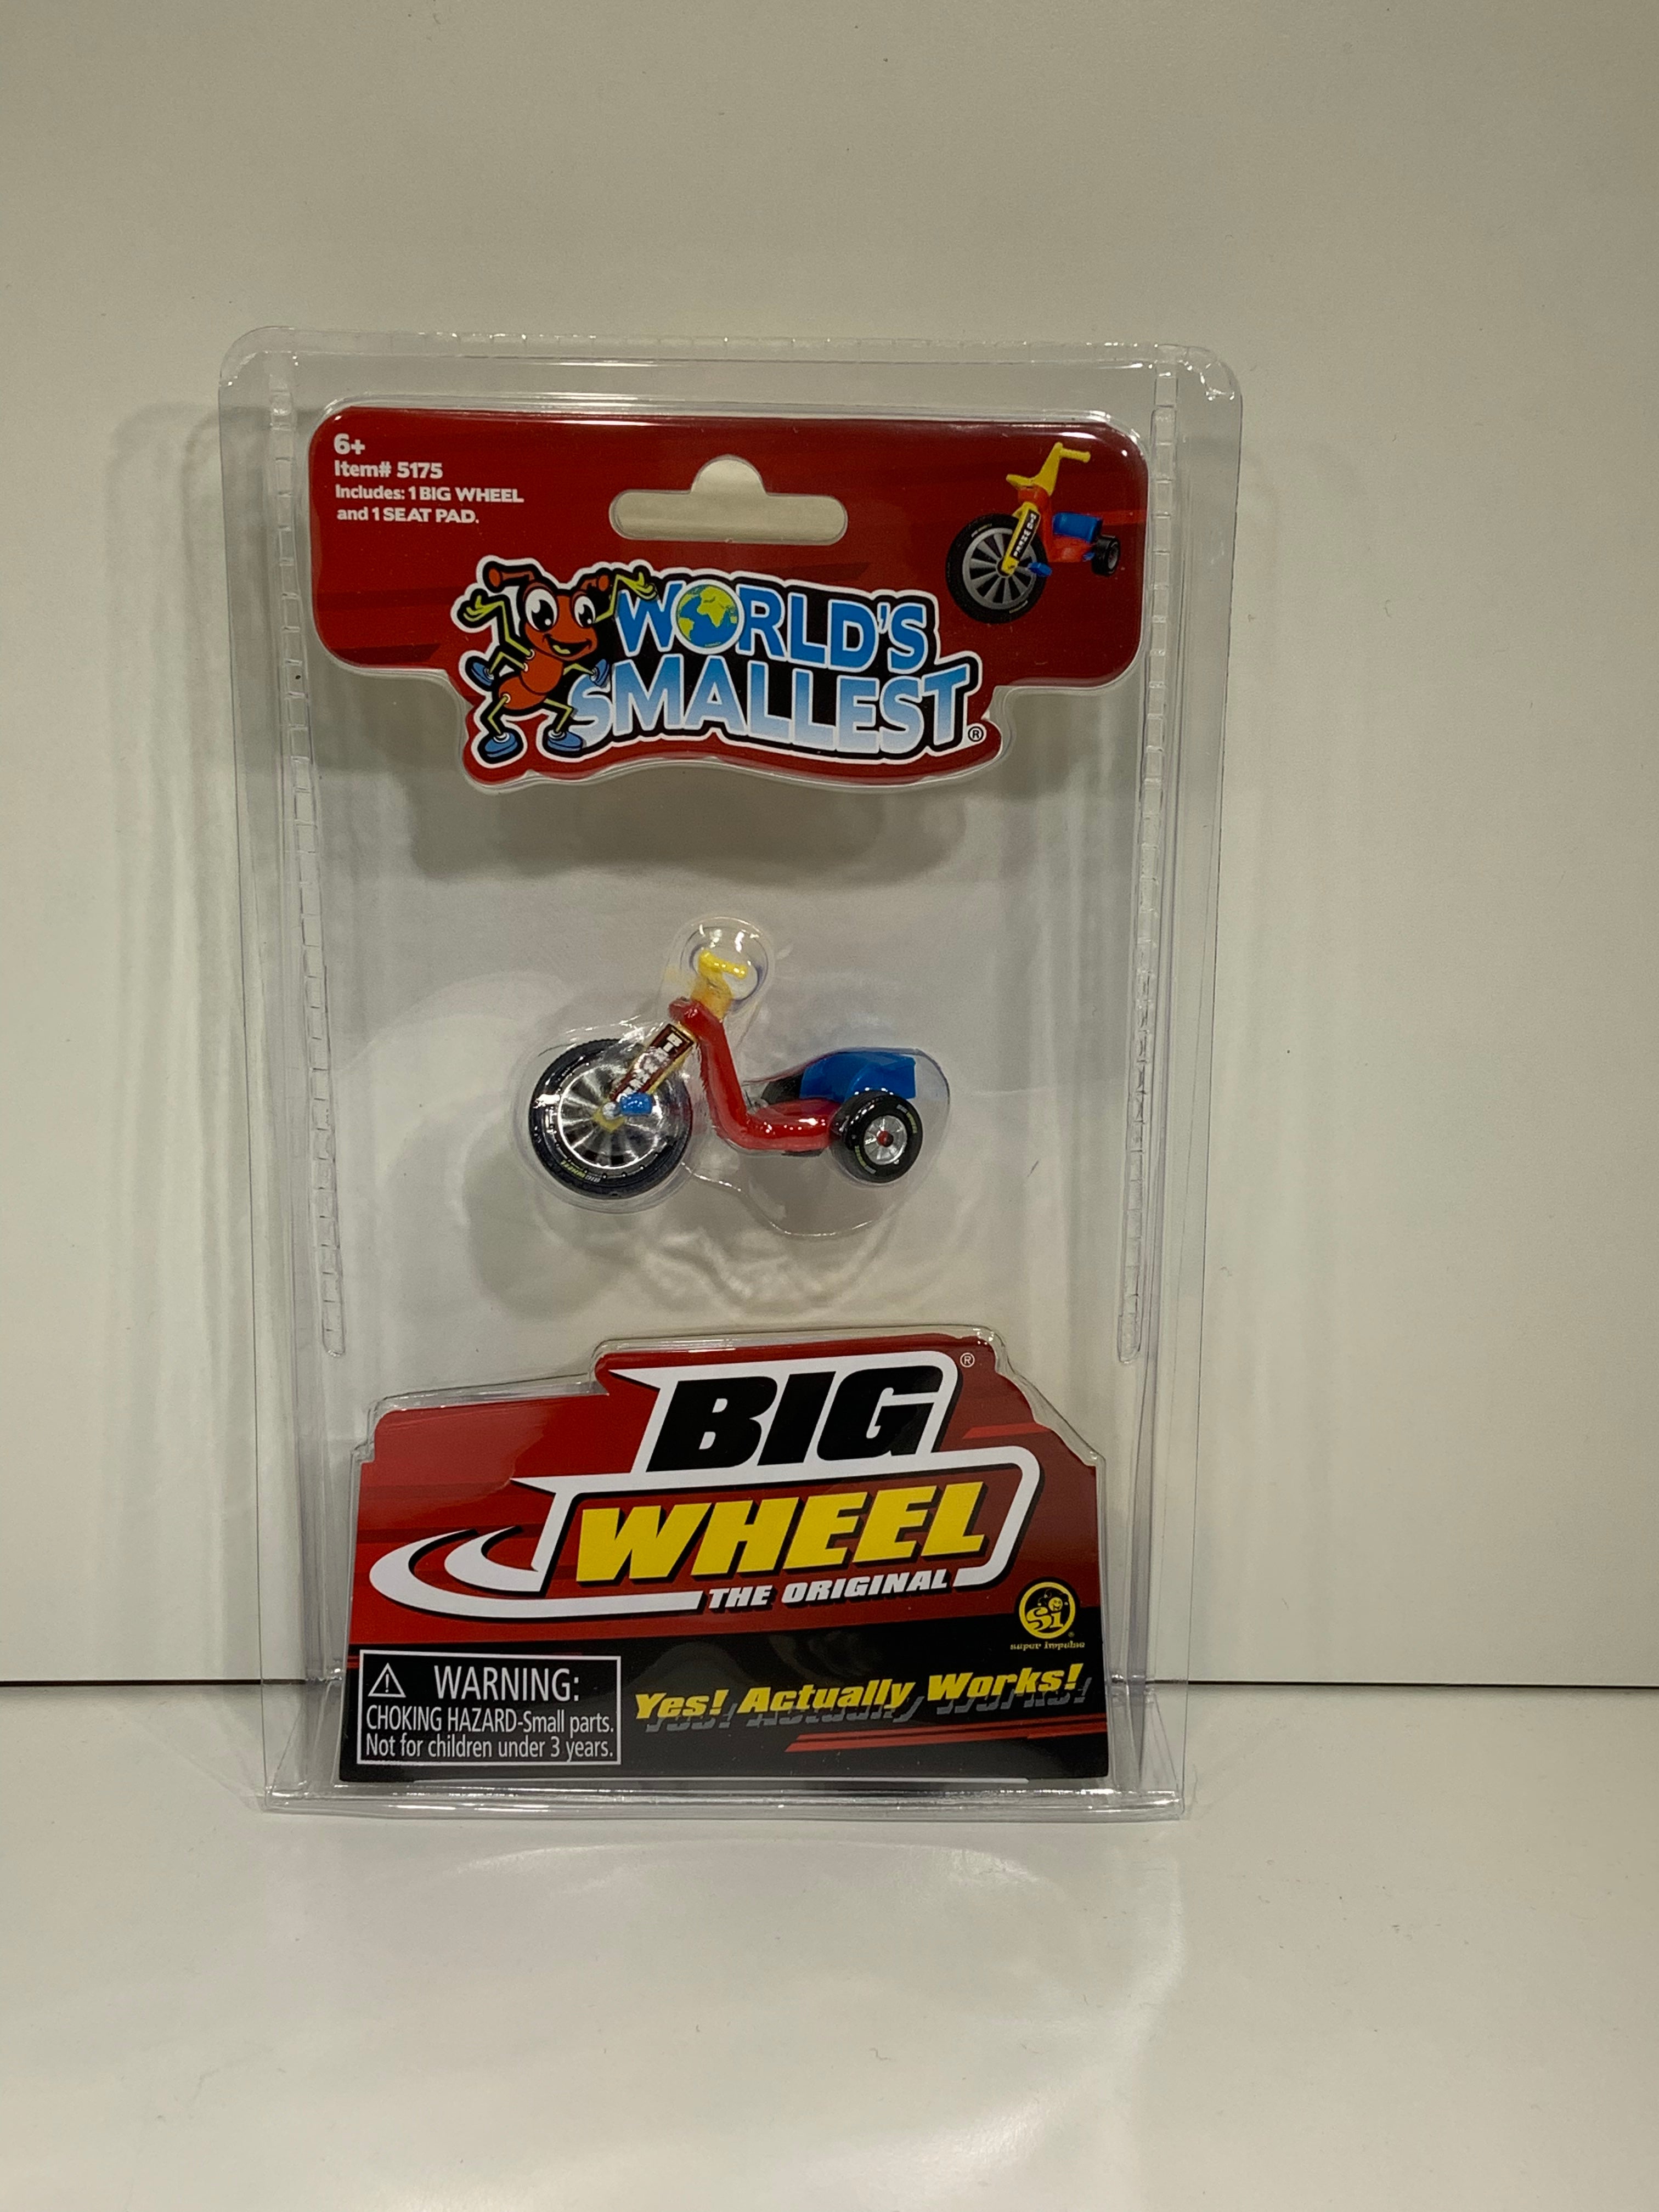 6+
Item# 5175
Includes: 1 BIG WHEEL
and 1 SEAT PAD.
WORLD'S
SMALLEST®
BIG®
WHEEL
THE ORIGINAL
Si®
super impulse
WARNING:
CHOKING HAZARD-Small parts.
Not for children under 3 years.
Yes! Actually Works!